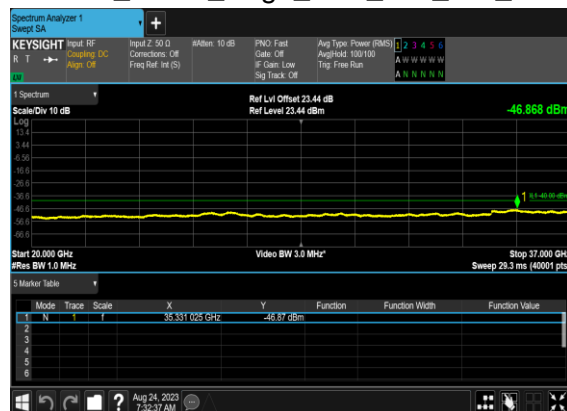 Spectrum Analyzer 1
Swept SA
+
KEYSIGHT Input: RF Input Z: 50 Ω #Atten: 10 dB PNO: Fast Avg Type: Power (RMS) 1 2 3 4 5 6
R T Coupling: DC Corrections: Off Gate: Off Avg|Hold: 100/100 A W W W W W
Align: Off Freq Ref: Int (S) IF Gain: Low Trig: Free Run A N N N N N
Sig Track: Off
1 Spectrum Ref Lvl Offset 23.44 dB
Scale/Div 10 dB Ref Level 23.44 dBm -46.868 dBm
Log
13.4
3.44
-6.56
-16.6
-26.6
-36.6
-46.6
-56.6
-66.6
1
Start 20.000 GHz Video BW 3.0 MHz* Stop 37.000 GHz
#Res BW 1.0 MHz Sweep 29.3 ms (40001 pts)
5 Marker Table
Mode Trace Scale X Y Function Function Width Function Value
1 N 1 f 35.331 025 GHz -46.87 dBm
2
3
4
5
6
? Aug 24, 2023
7:32:37 AM